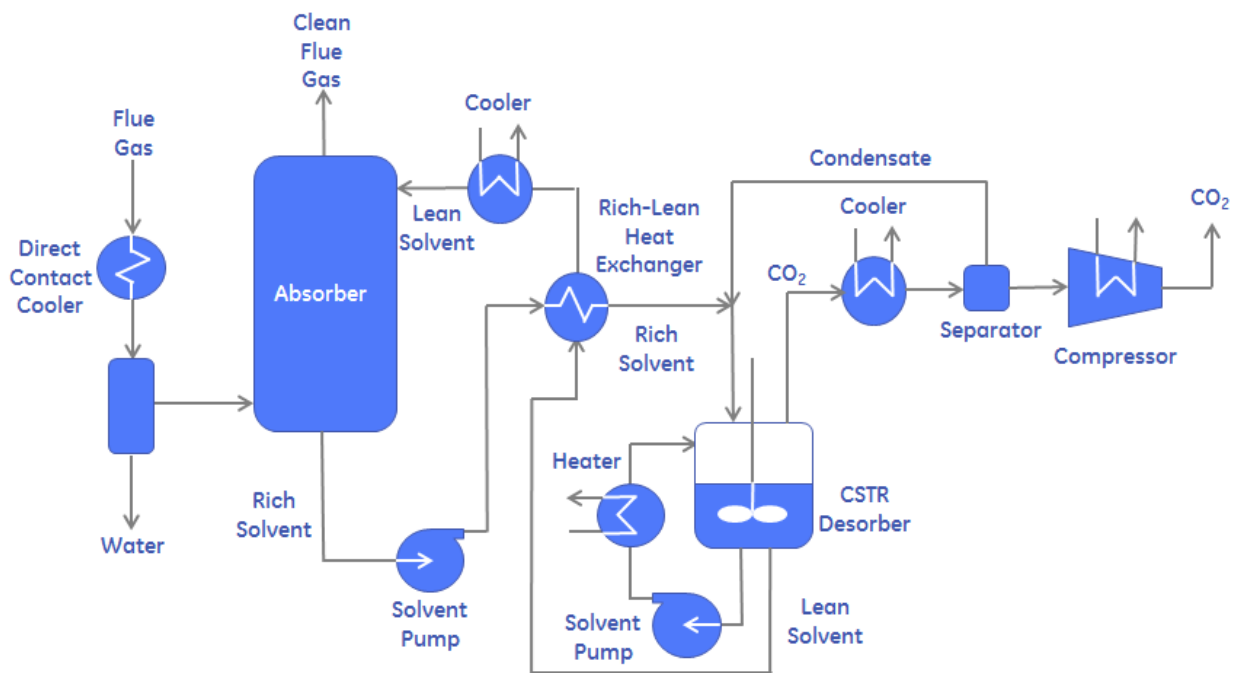 Clean
Flue
Gas
Flue
Gas
Cooler
Condensate
CO₂
Lean
Solvent
Rich-Lean
Heat
Exchanger
Cooler
Direct
Contact
Cooler
Absorber
CO₂
Rich
Solvent
Separator
Compressor
Heater
CSTR
Desorber
Rich
Solvent
Water
Solvent
Pump
Solvent
Pump
Lean
Solvent